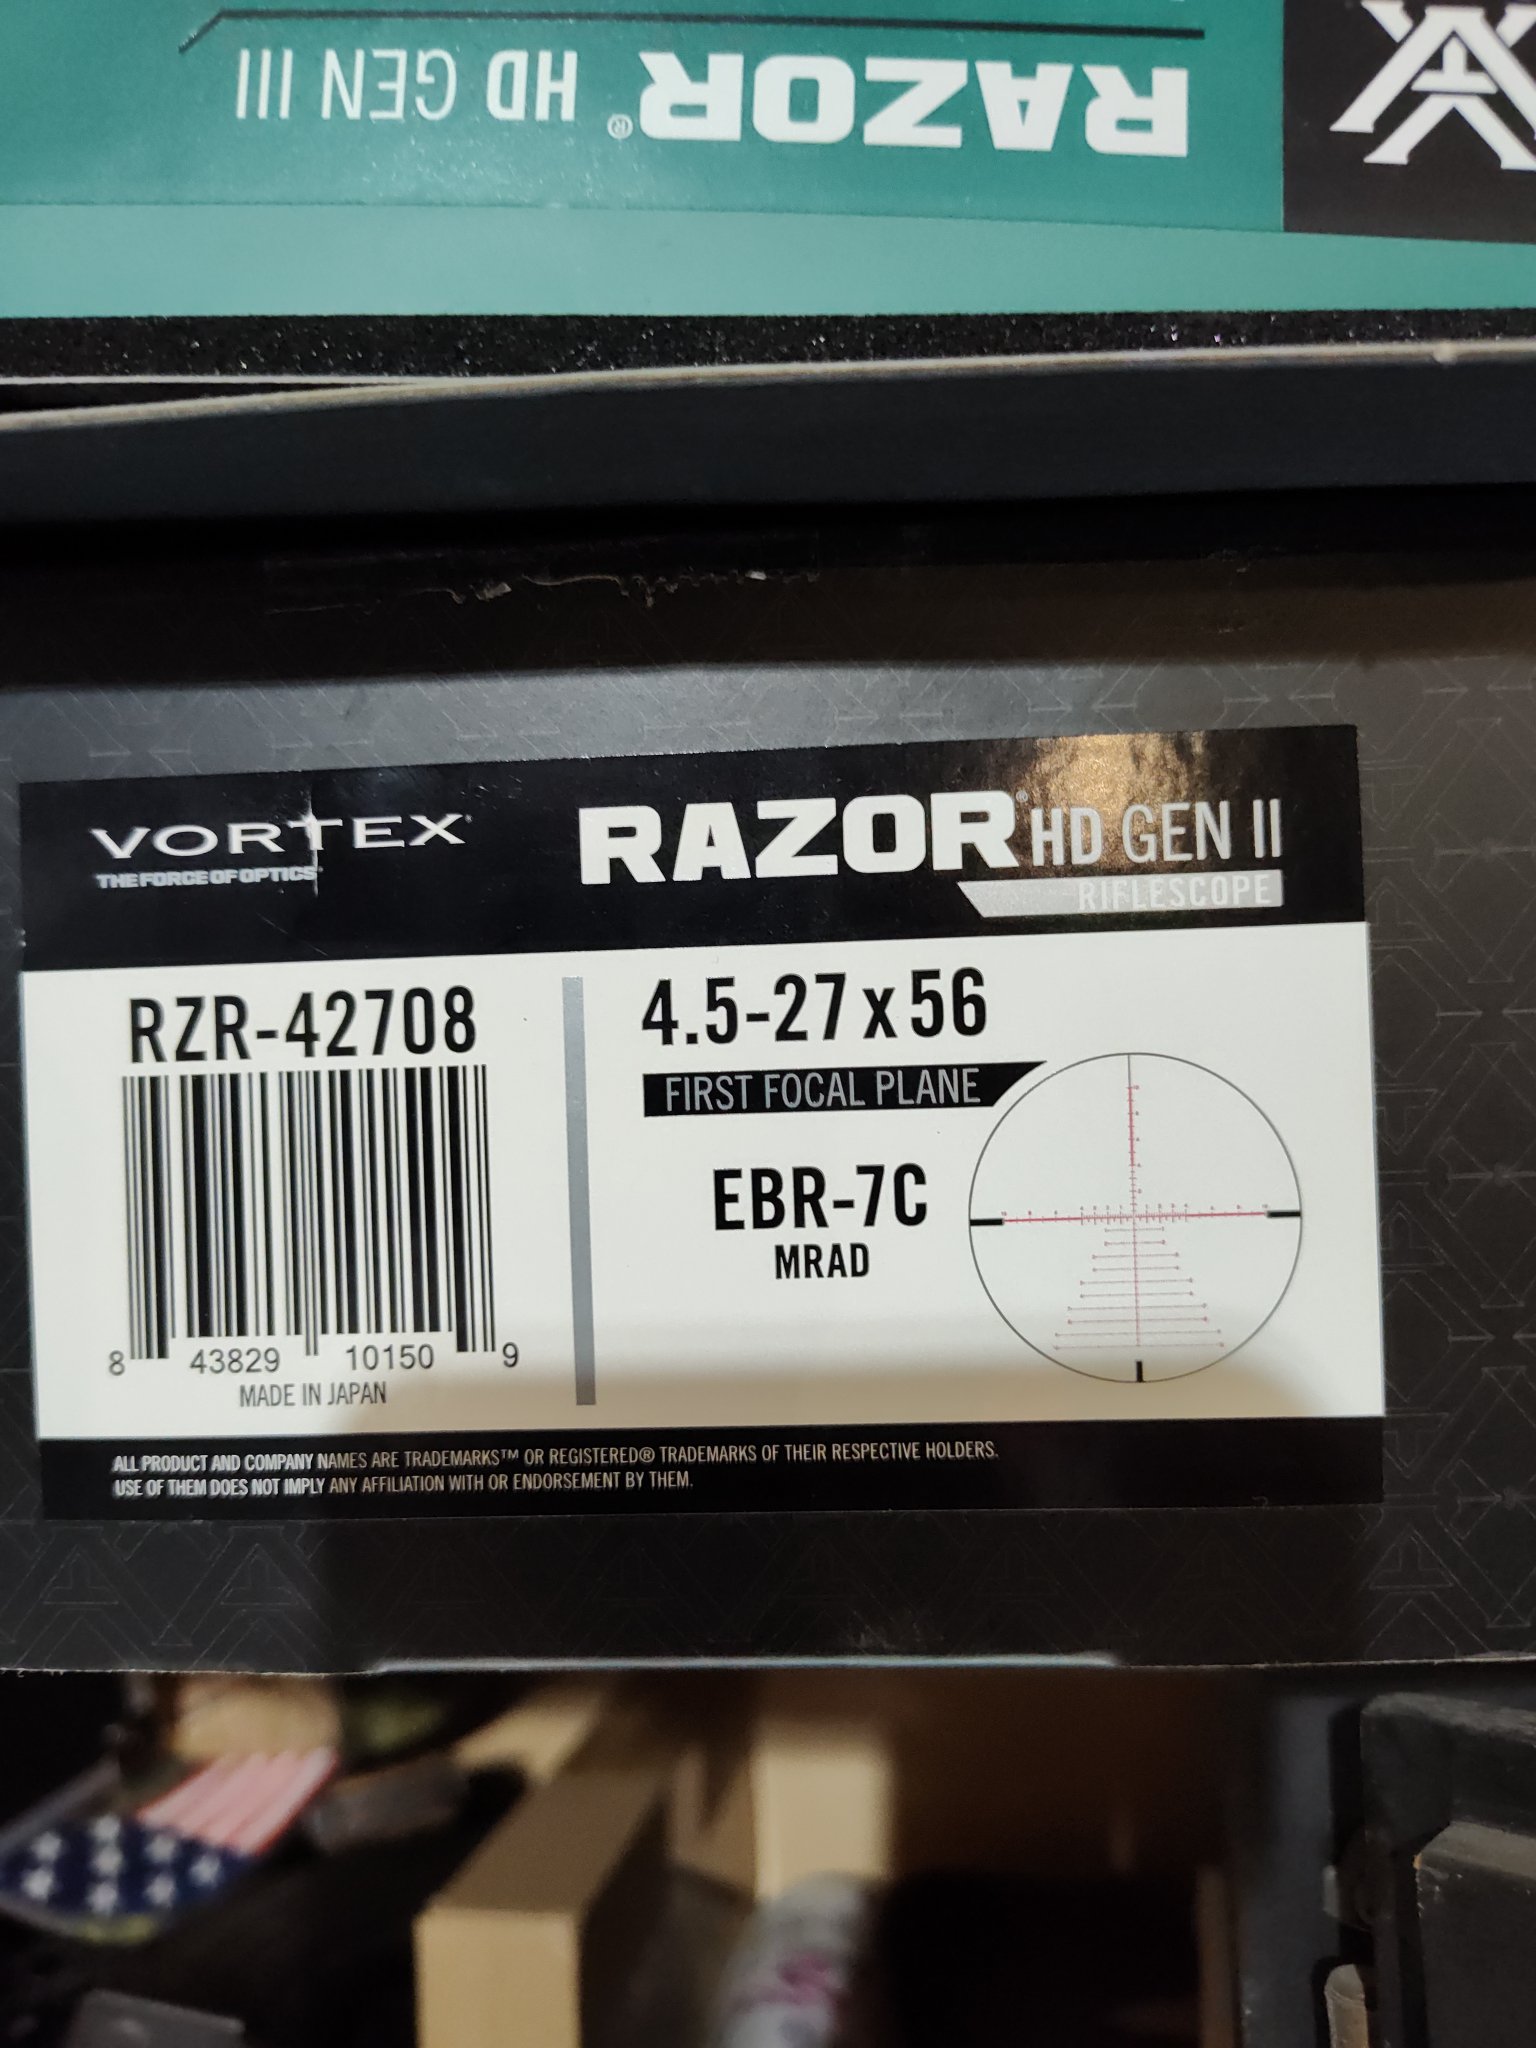 RAZOR® HD GEN III
VORTEX®
THE FORCE OF OPTICS®
RAZOR® HD GEN II
RIFLESCOPE
RZR-42708
8 43829 10150 9
MADE IN JAPAN
4.5-27 x 56
FIRST FOCAL PLANE
EBR-7C
MRAD
ALL PRODUCT AND COMPANY NAMES ARE TRADEMARKS™ OR REGISTERED® TRADEMARKS OF THEIR RESPECTIVE HOLDERS.
USE OF THEM DOES NOT IMPLY ANY AFFILIATION WITH OR ENDORSEMENT BY THEM.